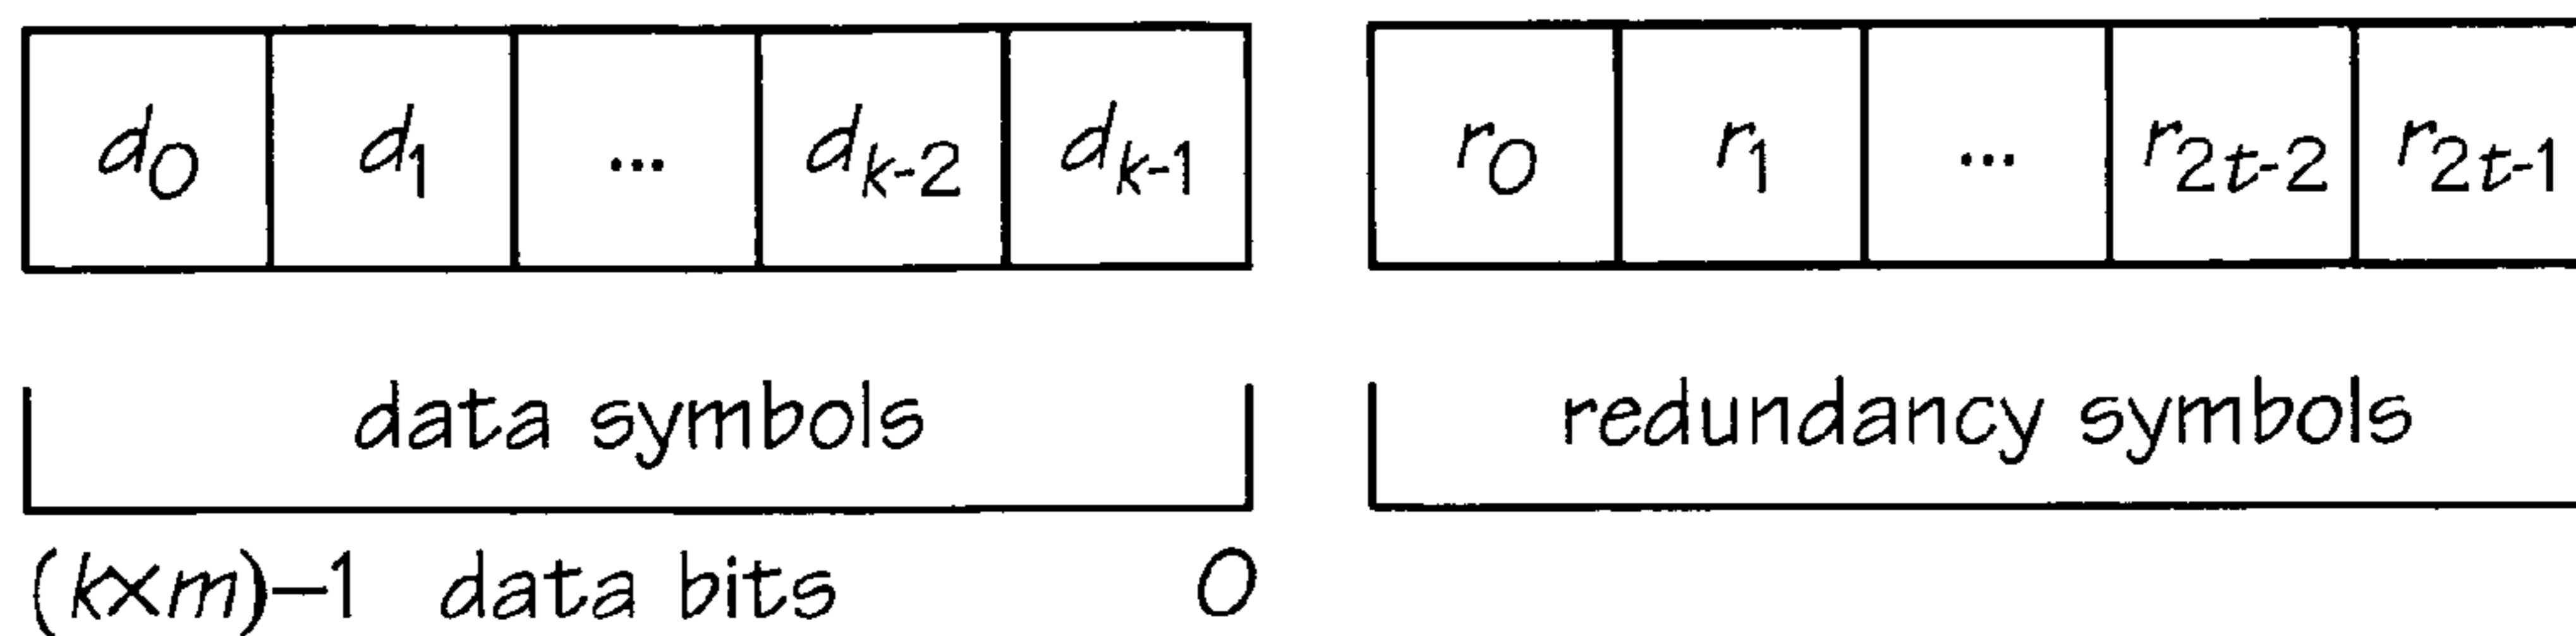 d₀ d₁ ... dₖ₋₂ dₖ₋₁ r₀ r₁ ... r₂ₜ₋₂ r₂ₜ₋₁
data symbols redundancy symbols
(k×m)–1 data bits 0